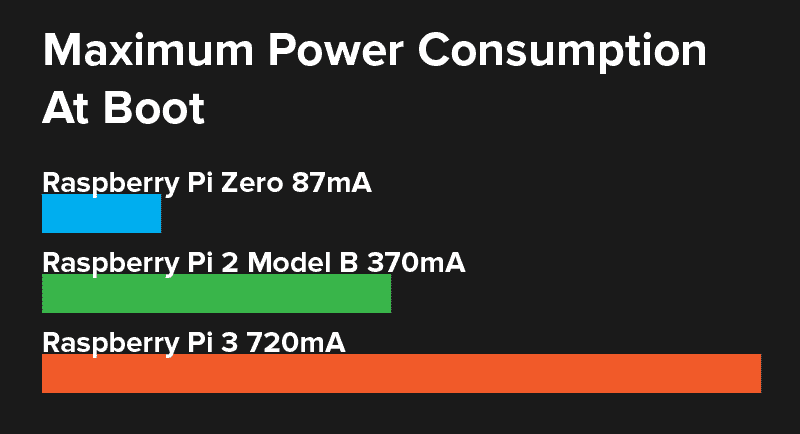 Maximum Power Consumption
At Boot
Raspberry Pi Zero 87mA
Raspberry Pi 2 Model B 370mA
Raspberry Pi 3 720mA